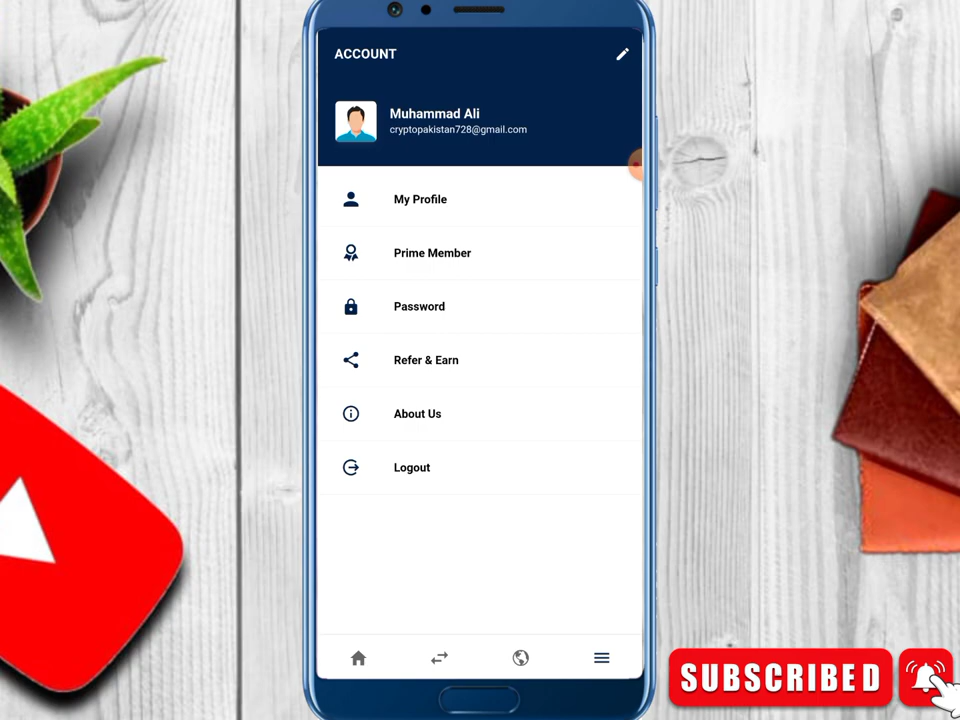 ACCOUNT
Muhammad Ali
cryptopakistan728@gmail.com
My Profile
Prime Member
Password
Refer & Earn
About Us
Logout
SUBSCRIBED